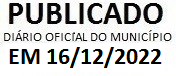 PUBLICADO
DIÁRIO OFICIAL DO MUNICÍPIO
EM 16/12/2022